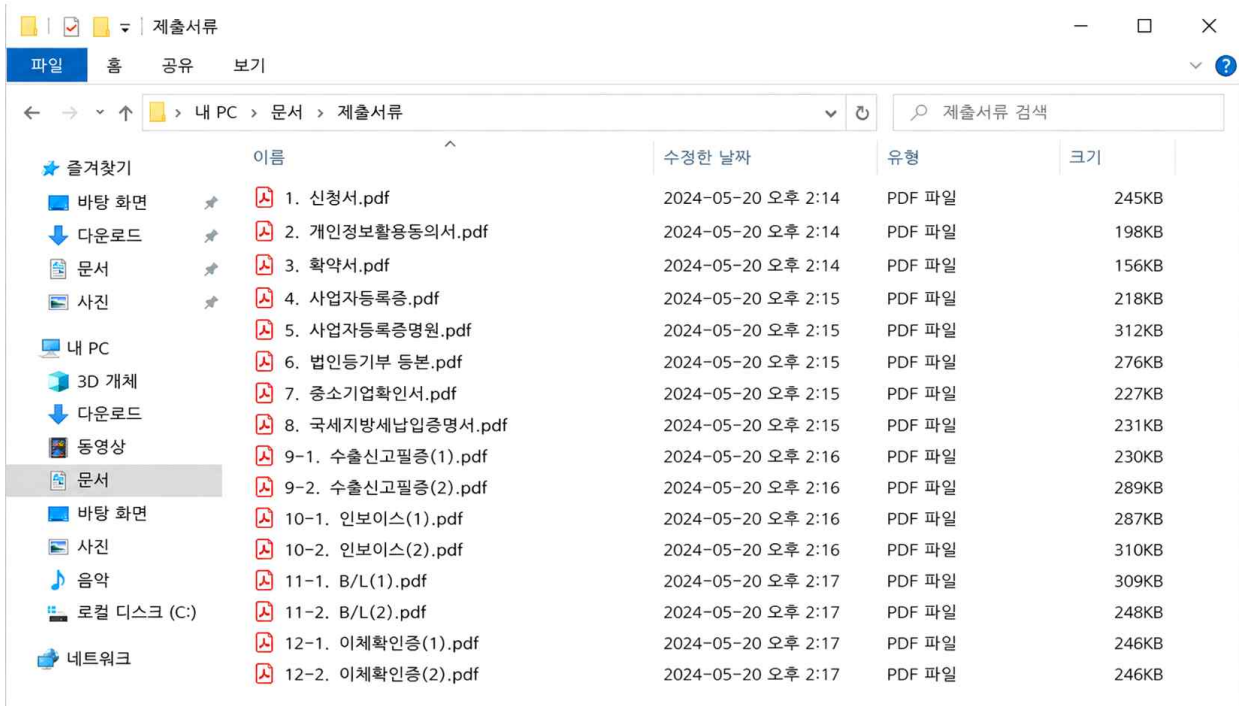 제출서류
파일 홈 공유 보기
내 PC > 문서 > 제출서류
제출서류 검색
즐겨찾기
바탕 화면
다운로드
문서
사진
내 PC
3D 개체
다운로드
동영상
문서
바탕 화면
사진
음악
로컬 디스크 (C:)
네트워크
이름 수정한 날짜 유형 크기
1. 신청서.pdf 2024-05-20 오후 2:14 PDF 파일 245KB
2. 개인정보활용동의서.pdf 2024-05-20 오후 2:14 PDF 파일 198KB
3. 확약서.pdf 2024-05-20 오후 2:14 PDF 파일 156KB
4. 사업자등록증.pdf 2024-05-20 오후 2:15 PDF 파일 218KB
5. 사업자등록증명원.pdf 2024-05-20 오후 2:15 PDF 파일 312KB
6. 법인등기부 등본.pdf 2024-05-20 오후 2:15 PDF 파일 276KB
7. 중소기업확인서.pdf 2024-05-20 오후 2:15 PDF 파일 227KB
8. 국세지방세납입증명서.pdf 2024-05-20 오후 2:15 PDF 파일 231KB
9-1. 수출신고필증(1).pdf 2024-05-20 오후 2:16 PDF 파일 230KB
9-2. 수출신고필증(2).pdf 2024-05-20 오후 2:16 PDF 파일 289KB
10-1. 인보이스(1).pdf 2024-05-20 오후 2:16 PDF 파일 287KB
10-2. 인보이스(2).pdf 2024-05-20 오후 2:16 PDF 파일 310KB
11-1. B/L(1).pdf 2024-05-20 오후 2:17 PDF 파일 309KB
11-2. B/L(2).pdf 2024-05-20 오후 2:17 PDF 파일 248KB
12-1. 이체확인증(1).pdf 2024-05-20 오후 2:17 PDF 파일 246KB
12-2. 이체확인증(2).pdf 2024-05-20 오후 2:17 PDF 파일 246KB